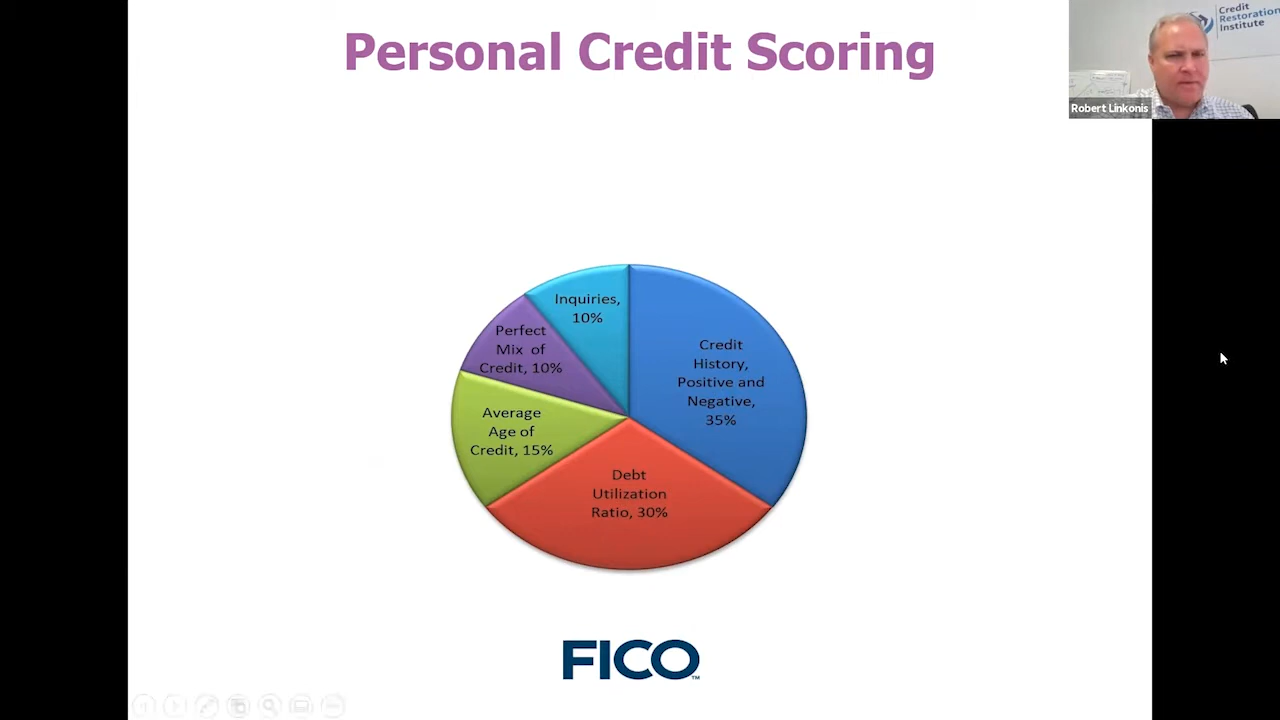 Personal Credit Scoring
Credit
Restoration
Institute
Robert Linkonis
Inquiries,
10%
Perfect
Mix of
Credit, 10%
Credit
History,
Positive and
Negative,
35%
Average
Age of
Credit, 15%
Debt
Utilization
Ratio, 30%
FICO™